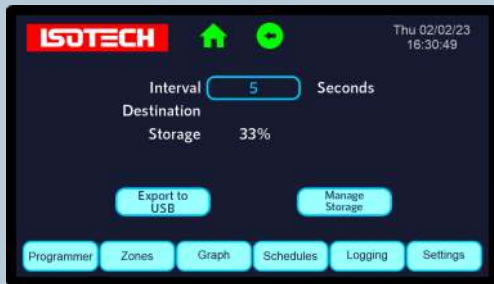 ISOTECH
Thu 02/02/23
16:30:49
Interval 5 Seconds
Destination
Storage 33%
Export to
USB
Manage
Storage
Programmer Zones Graph Schedules Logging Settings